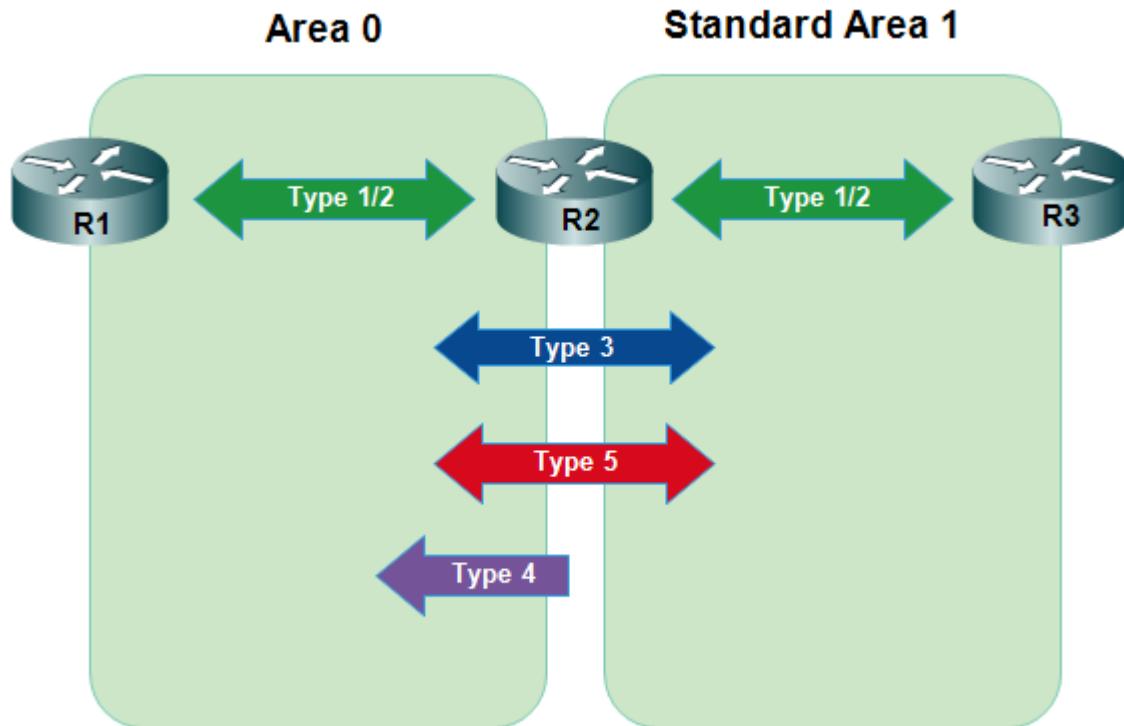 Area 0
Standard Area 1
R1
Type 1/2
R2
Type 1/2
R3
Type 3
Type 5
Type 4